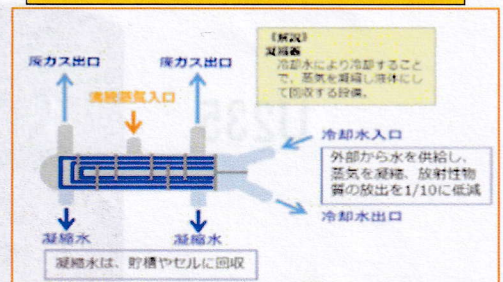 《解説》
凝縮器
冷却水により冷却すること
で、蒸気を凝縮し液体にし
て回収する設備。
廃ガス出口
廃ガス出口
沸続蒸気入口
冷却水入口
外部から水を供給し、
蒸気を凝縮、放射性物
質の放出を1/10に低減
冷却水出口
凝縮水
凝縮水
凝縮水は、貯槽やセルに回収